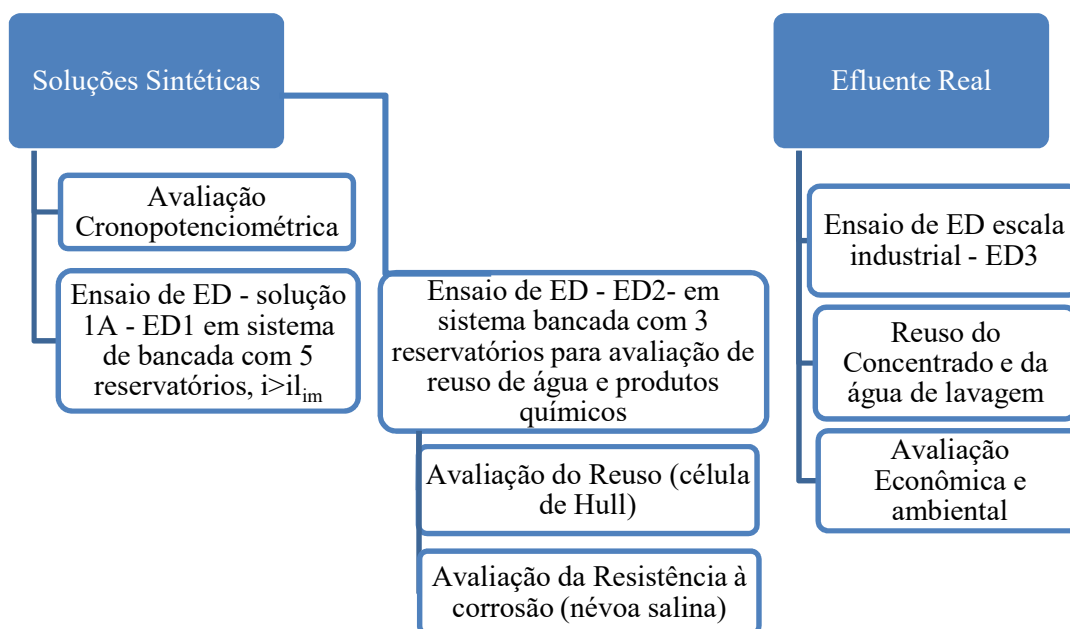 Soluções Sintéticas
Avaliação
Cronopotenciométrica
Ensaio de ED - solução
1A - ED1 em sistema
de bancada com 5
reservatórios, i>il_im
Ensaio de ED - ED2- em
sistema bancada com 3
reservatórios para avaliação de
reuso de água e produtos
químicos
Avaliação do Reuso (célula
de Hull)
Avaliação da Resistência à
corrosão (névoa salina)
Efluente Real
Ensaio de ED escala
industrial - ED3
Reuso do
Concentrado e da
água de lavagem
Avaliação
Econômica e
ambiental